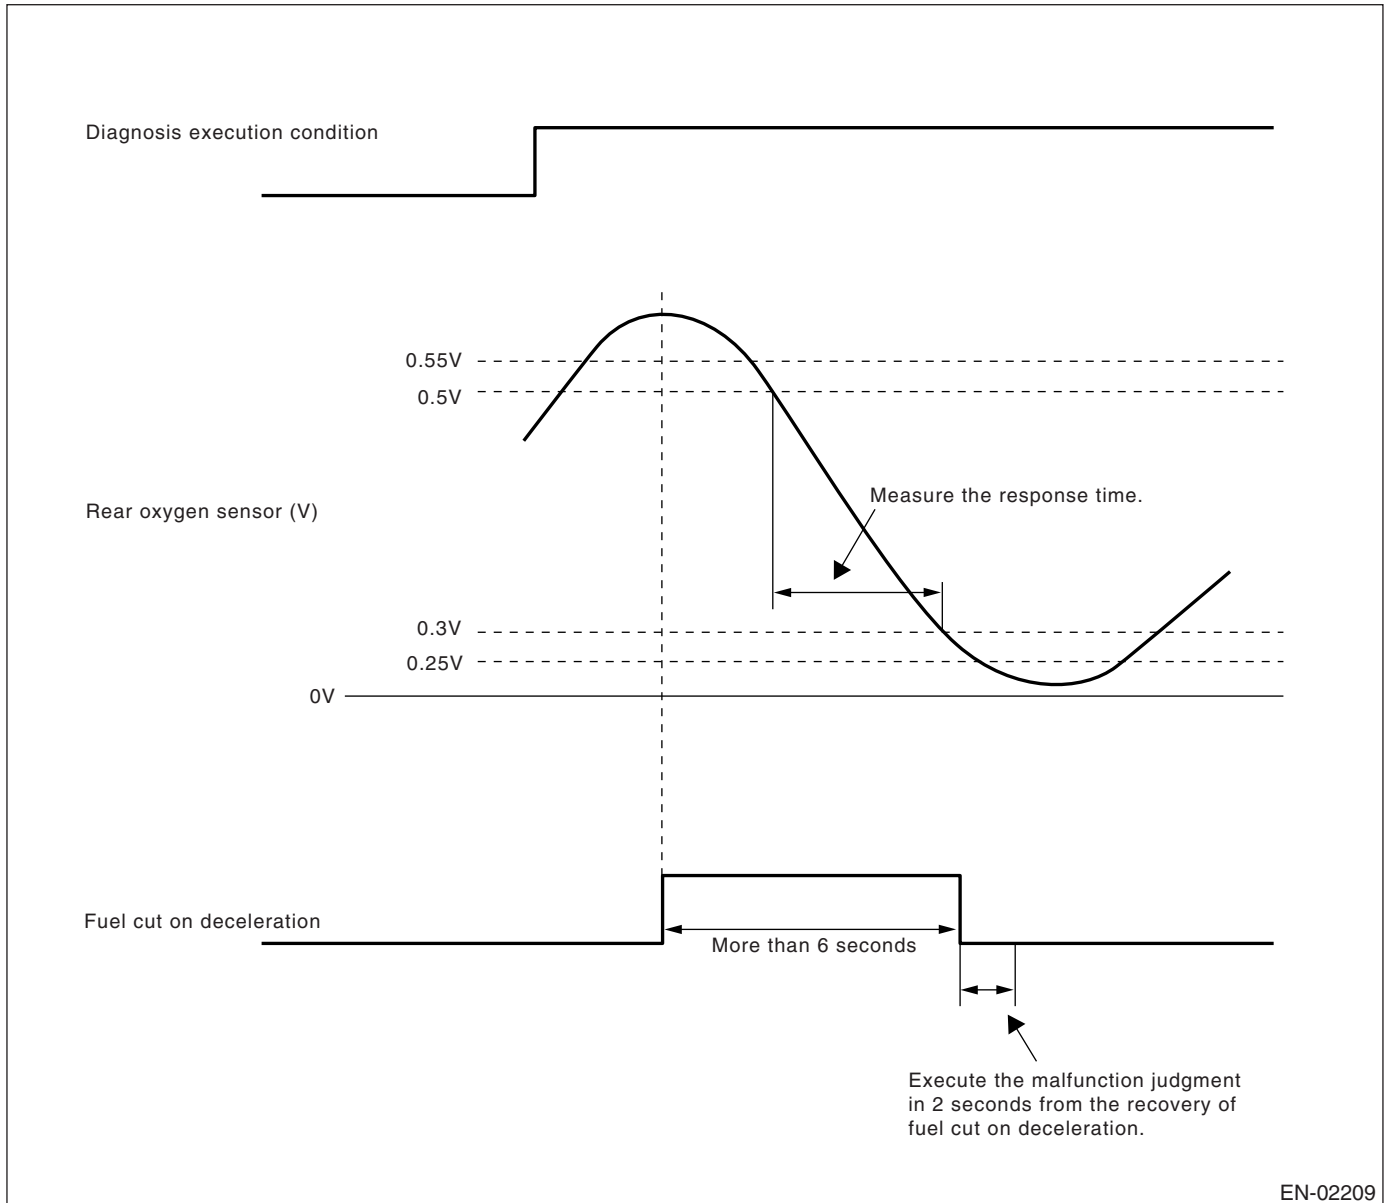 Diagnosis execution condition
0.55V
0.5V
Measure the response time.
Rear oxygen sensor (V)
0.3V
0.25V
0V
Fuel cut on deceleration
More than 6 seconds
Execute the malfunction judgment
in 2 seconds from the recovery of
fuel cut on deceleration.
EN-02209